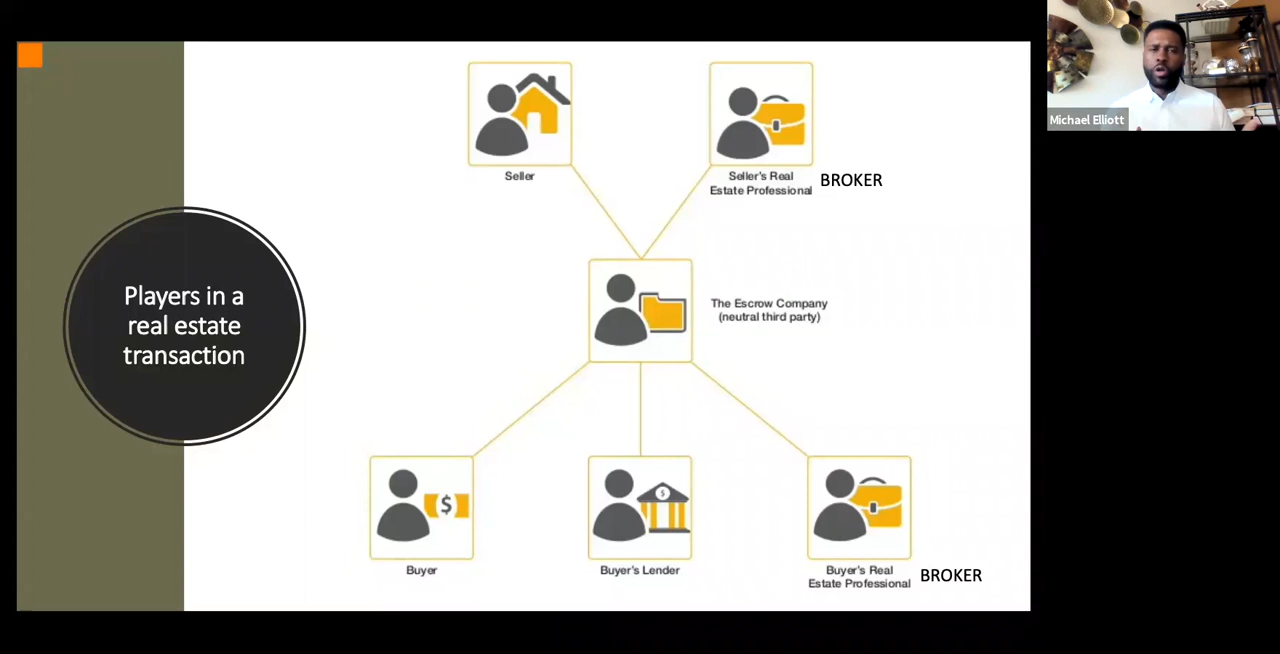 Players in a
real estate
transaction
Seller
Seller's Real
Estate Professional
BROKER
The Escrow Company
(neutral third party)
$
$
Buyer
Buyer's Lender
Buyer's Real
Estate Professional
BROKER
Michael Elliott